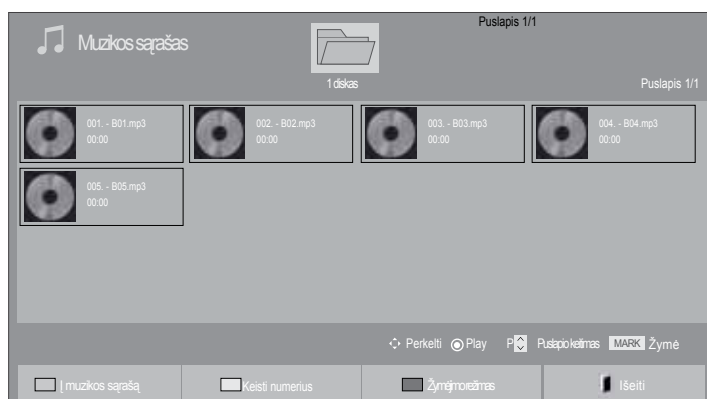 Puslapis 1/1
Muzikos sąrašas
1 diskas
Puslapis 1/1
001. - B01.mp3
00:00
002. - B02.mp3
00:00
003. - B03.mp3
00:00
004. - B04.mp3
00:00
005. - B05.mp3
00:00
Perkelti Play P Puslapio keitimas MARK Žymė
Į muzikos sąrašą Keisti numerius Žymėjimo režimas Išeiti